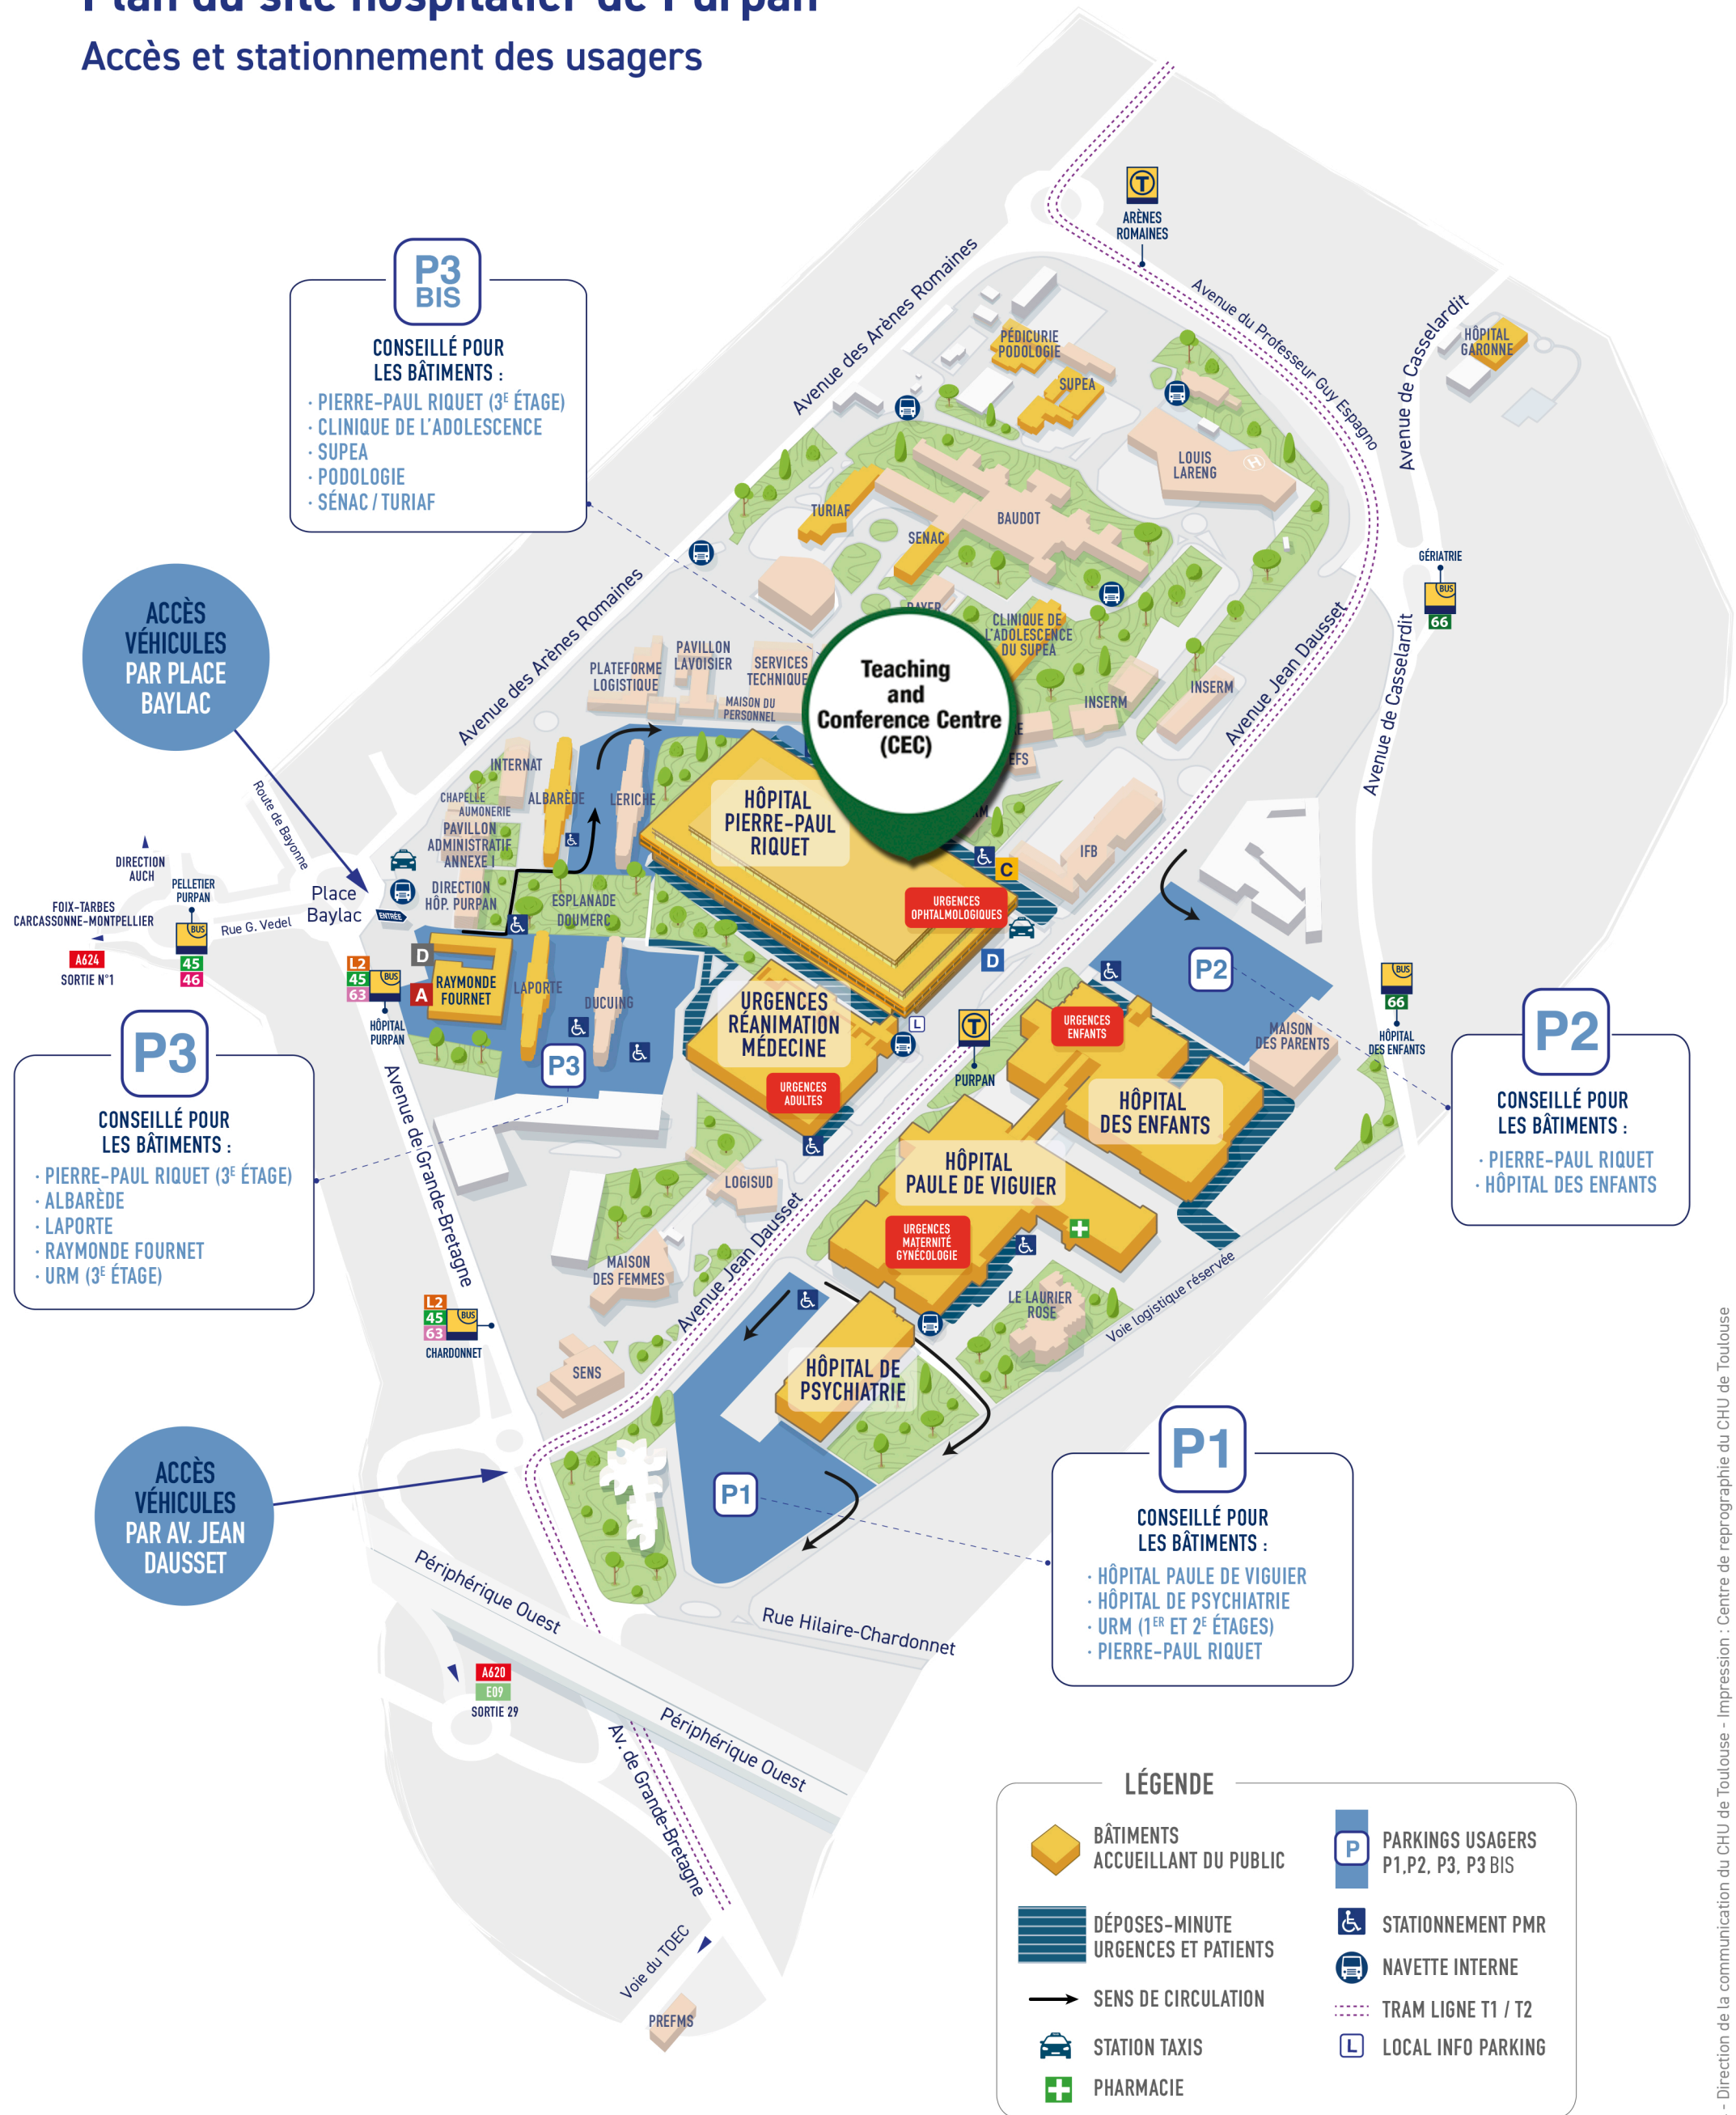 Plan du site hospitalier de Purpan
Accès et stationnement des usagers
ARÈNES
ROMAINES
Avenue des Arènes Romaines
Avenue du Professeur Guy Espagno
Avenue de Casselardit
HÔPITAL
GARONNE
P3
BIS
CONSEILLÉ POUR
LES BÂTIMENTS :
· PIERRE-PAUL RIQUET (3E ÉTAGE)
· CLINIQUE DE L'ADOLESCENCE
· SUPEA
· PODOLOGIE
· SÉNAC / TURIAF
PÉDICURIE
PODOLOGIE
SUPEA
LOUIS
LARENG
H
TURIAF
BAUDOT
SENAC
CLINIQUE DE
L'ADOLESCENCE
DU SUPEA
GÉRIATRIE
BUS
66
ACCÈS
VÉHICULES
PAR PLACE
BAYLAC
Avenue des Arènes Romaines
PLATEFORME
LOGISTIQUE
PAVILLON
LAVOISIER
SERVICES
TECHNIQUE
MAISON DU
PERSONNEL
Teaching
and
Conference Centre
(CEC)
INSERM
INSERM
Avenue Jean Dausset
Avenue de Casselardit
INTERNAT
ALBARÈDE
LERICHE
CHAPELLE
AUMONERIE
PAVILLON
ADMINISTRATIF
ANNEXE I
DIRECTION
HÔP. PURPAN
ESPLANADE
DOUMERC
HÔPITAL
PIERRE-PAUL
RIQUET
IFB
C
URGENCES
OPHTALMOLOGIQUES
D
Route de Bayonne
DIRECTION
AUCH
PELLETIER
PURPAN
FOIX-TARBES
CARCASSONNE-MONTPELLIER
A624
SORTIE N°1
BUS
45
46
Rue G. Vedel
Place
Baylac
ENTRÉE
L2
45
63
BUS
HÔPITAL
PURPAN
D
A
RAYMONDE
FOURNET
LAPORTE
DUCUING
P3
URGENCES
RÉANIMATION
MÉDECINE
URGENCES
ADULTES
L
T
PURPAN
URGENCES
ENFANTS
HÔPITAL
DES ENFANTS
P2
MAISON
DES PARENTS
BUS
66
HÔPITAL
DES ENFANTS
P2
CONSEILLÉ POUR
LES BÂTIMENTS :
· PIERRE-PAUL RIQUET
· HÔPITAL DES ENFANTS
P3
CONSEILLÉ POUR
LES BÂTIMENTS :
· PIERRE-PAUL RIQUET (3E ÉTAGE)
· ALBARÈDE
· LAPORTE
· RAYMONDE FOURNET
· URM (3E ÉTAGE)
Avenue de Grande-Bretagne
LOGISUD
MAISON
DES FEMMES
Avenue Jean Dausset
HÔPITAL
PAULE DE VIGUIER
URGENCES
MATERNITÉ
GYNÉCOLOGIE
LE LAURIER
ROSE
Voie logistique réservée
L2
45
63
BUS
CHARDONNET
SENS
HÔPITAL DE
PSYCHIATRIE
P1
ACCÈS
VÉHICULES
PAR AV. JEAN
DAUSSET
P1
CONSEILLÉ POUR
LES BÂTIMENTS :
· HÔPITAL PAULE DE VIGUIER
· HÔPITAL DE PSYCHIATRIE
· URM (1ER ET 2E ÉTAGES)
· PIERRE-PAUL RIQUET
Périphérique Ouest
Rue Hilaire-Chardonnet
A620
E09
SORTIE 29
Périphérique Ouest
Av. de Grande-Bretagne
Voie du TOEC
PREFMS
LÉGENDE
BÂTIMENTS
ACCUEILLANT DU PUBLIC
DÉPOSES-MINUTE
URGENCES ET PATIENTS
SENS DE CIRCULATION
STATION TAXIS
PHARMACIE
P
PARKINGS USAGERS
P1,P2, P3, P3 BIS
STATIONNEMENT PMR
NAVETTE INTERNE
TRAM LIGNE T1 / T2
L
LOCAL INFO PARKING
- Direction de la communication du CHU de Toulouse - Impression : Centre de reprographie du CHU de Toulouse